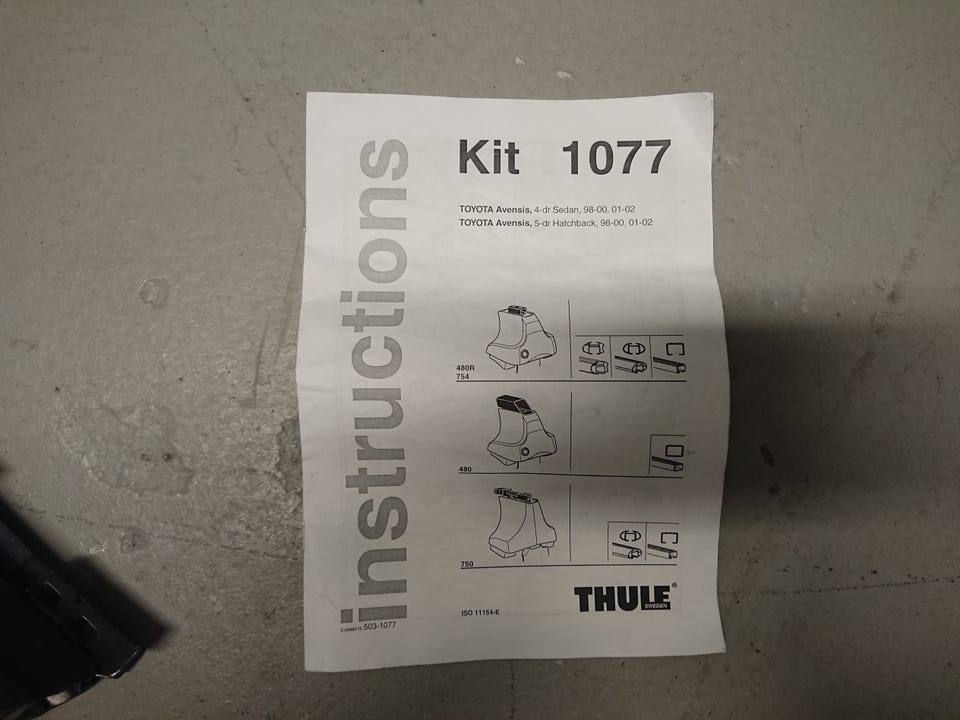 instructions
Kit 1077
TOYOTA Avensis, 4-dr Sedan, 98-00, 01-02
TOYOTA Avensis, 5-dr Hatchback, 98-00, 01-02
480R
754
480
750
THULE®
SWEDEN
ISO 11154-E
503-1077